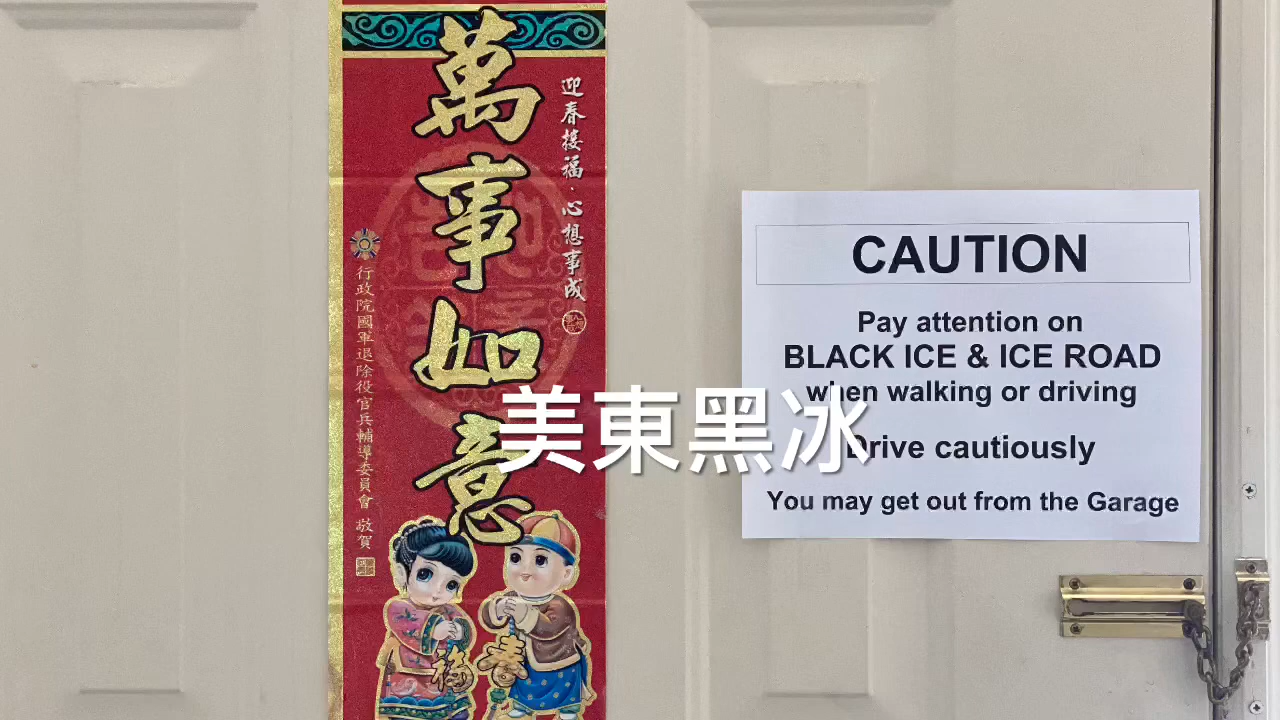 萬事如意
迎春接福·心想事成
行政院國軍退除役官兵輔導委員會 敬賀
福
春
CAUTION
Pay attention on
BLACK ICE & ICE ROAD
when walking or driving
Drive cautiously
You may get out from the Garage
美東黑冰